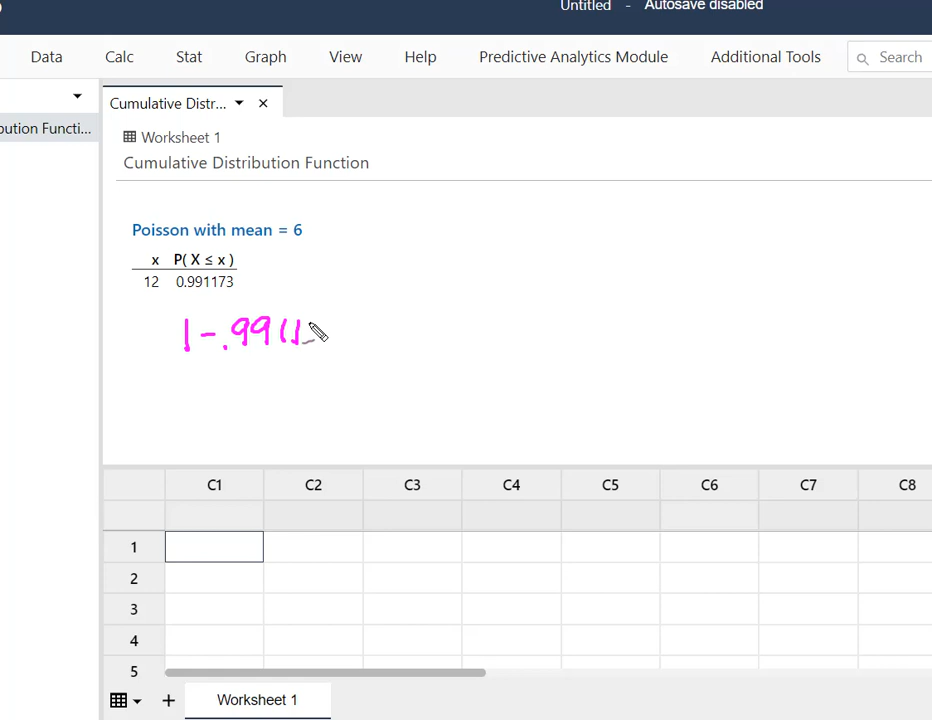 Untitled - Autosave disabled
Data Calc Stat Graph View Help Predictive Analytics Module Additional Tools Search
Cumulative Distr...
bution Functi...
Worksheet 1
Cumulative Distribution Function
Poisson with mean = 6
x P( X ≤ x )
12 0.991173
1-.9911
C1 C2 C3 C4 C5 C6 C7 C8
1
2
3
4
5
+ Worksheet 1